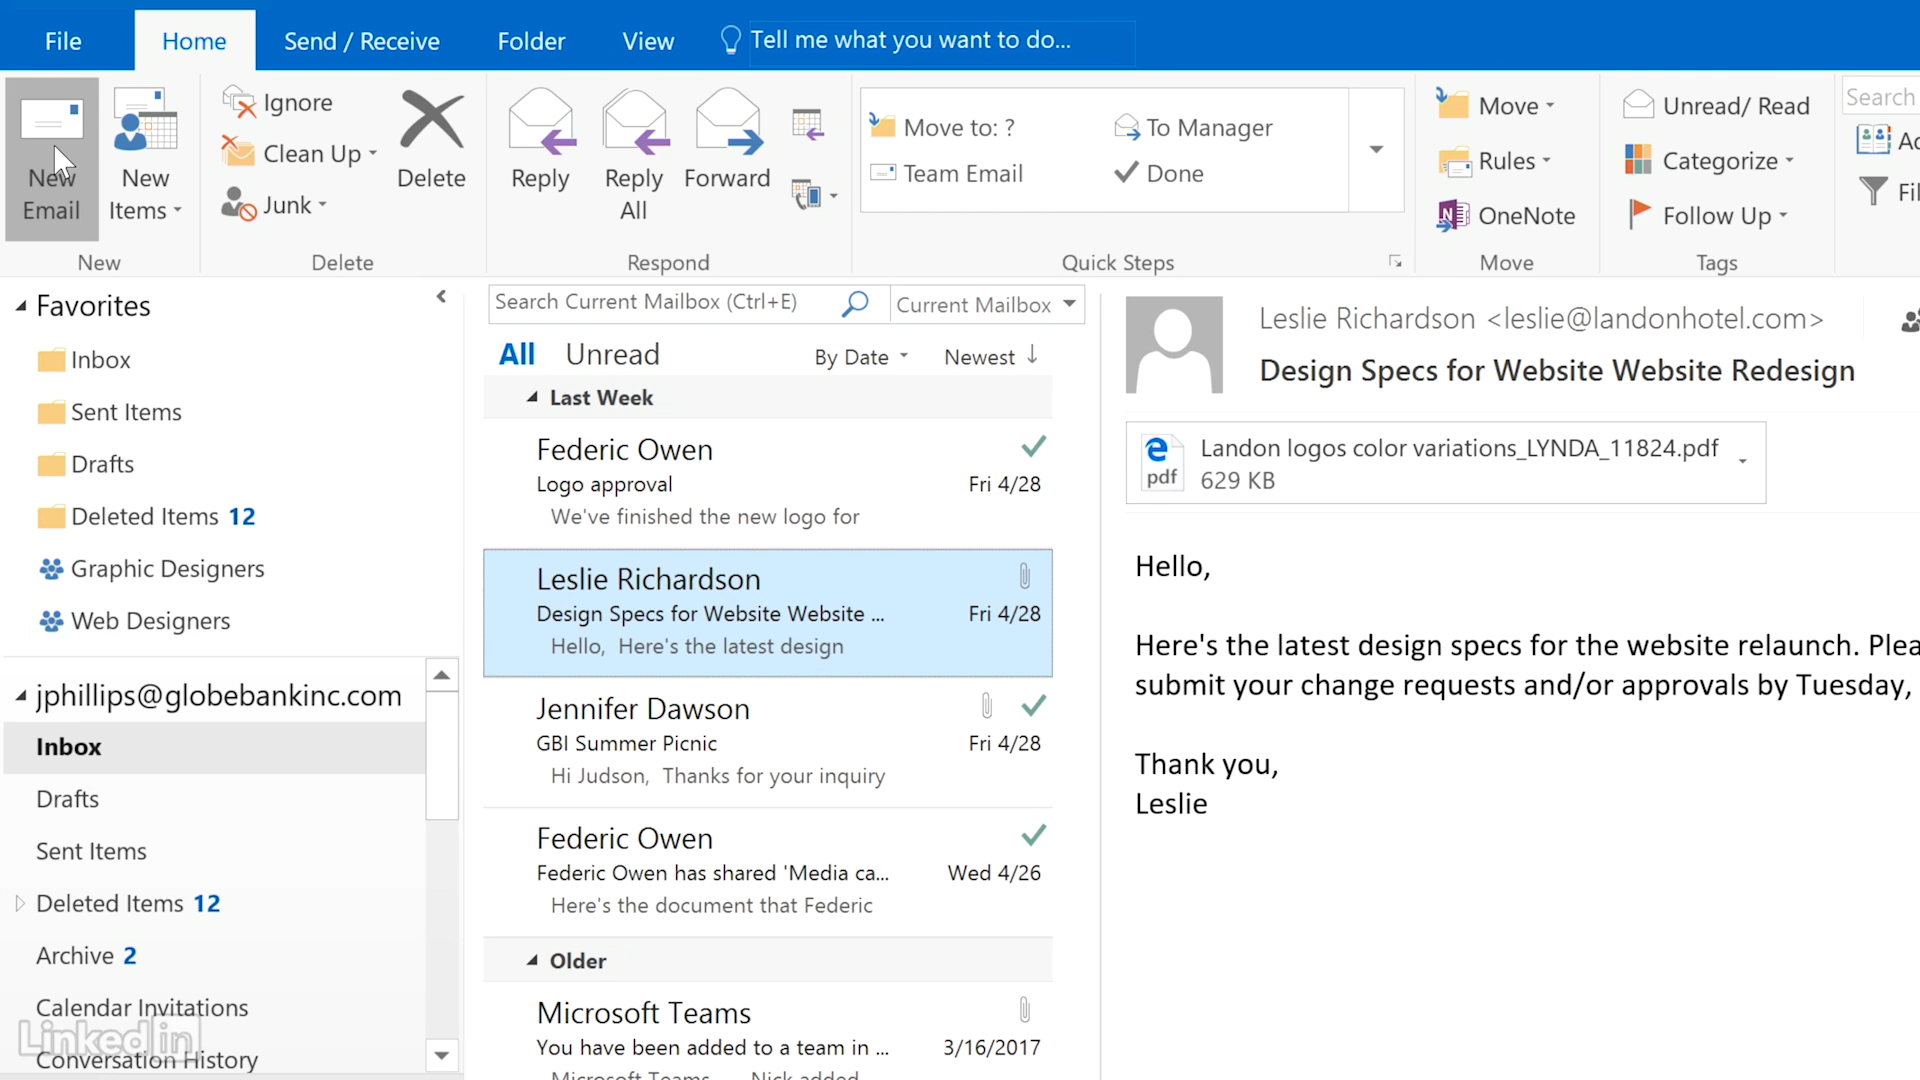 File
Home
Send / Receive
Folder
View
Tell me what you want to do...
New
Email
New
Items
Ignore
Clean Up
Junk
Delete
Reply
Reply
All
Forward
Move to: ?
To Manager
Team Email
Done
Move
Rules
OneNote
Unread/ Read
Categorize
Follow Up
Search
New
Delete
Respond
Quick Steps
Move
Tags
Favorites
Inbox
Sent Items
Drafts
Deleted Items 12
Graphic Designers
Web Designers
jphillips@globebankinc.com
Inbox
Drafts
Sent Items
Deleted Items 12
Archive 2
Calendar Invitations
Linked in
Conversation History
Search Current Mailbox (Ctrl+E)
Current Mailbox
All
Unread
By Date
Newest
Last Week
Federic Owen
Logo approval
Fri 4/28
We've finished the new logo for
Leslie Richardson
Design Specs for Website Website ...
Fri 4/28
Hello, Here's the latest design
Jennifer Dawson
GBI Summer Picnic
Fri 4/28
Hi Judson, Thanks for your inquiry
Federic Owen
Federic Owen has shared 'Media ca...
Wed 4/26
Here's the document that Federic
Older
Microsoft Teams
You have been added to a team in ...
3/16/2017
Microsoft Teams Nick added
Leslie Richardson <leslie@landonhotel.com>
Design Specs for Website Website Redesign
pdf
Landon logos color variations_LYNDA_11824.pdf
629 KB
Hello,
Here's the latest design specs for the website relaunch. Plea
submit your change requests and/or approvals by Tuesday,
Thank you,
Leslie